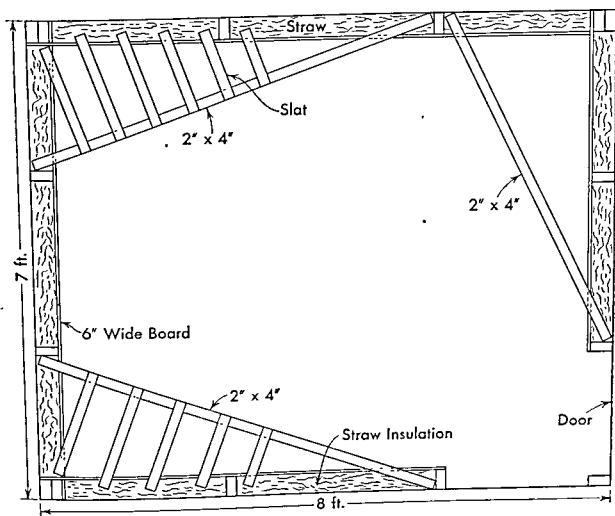 Straw
Slat
2" x 4"
2" x 4"
7 ft.
6" Wide Board
2" x 4"
Straw Insulation
Door
8 ft.